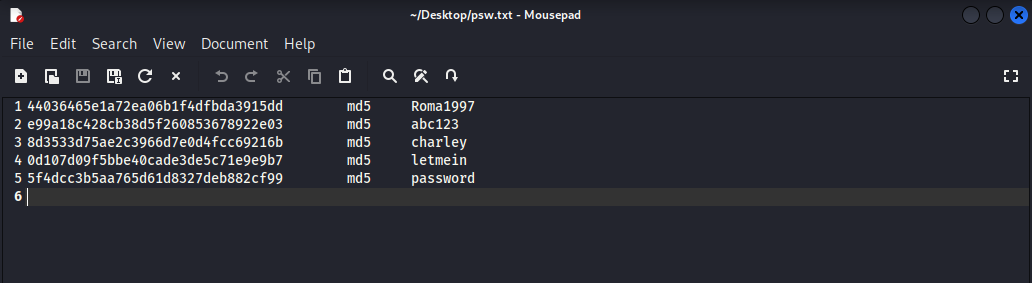 ~/Desktop/psw.txt - Mousepad
File Edit Search View Document Help
1 44036465e1a72ea06b1f4dfbda3915dd md5 Roma1997
2 e99a18c428cb38d5f260853678922e03 md5 abc123
3 8d3533d75ae2c3966d7e0d4fcc69216b md5 charley
4 0d107d09f5bbe40cade3de5c71e9e9b7 md5 letmein
5 5f4dcc3b5aa765d61d8327deb882cf99 md5 password
6